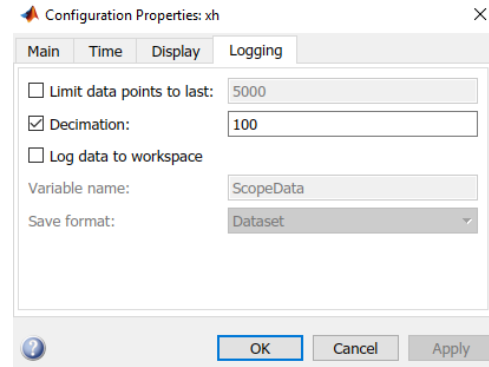 Configuration Properties: xh
Main Time Display Logging
Limit data points to last: 5000
Decimation: 100
Log data to workspace
Variable name: ScopeData
Save format: Dataset
? OK Cancel Apply